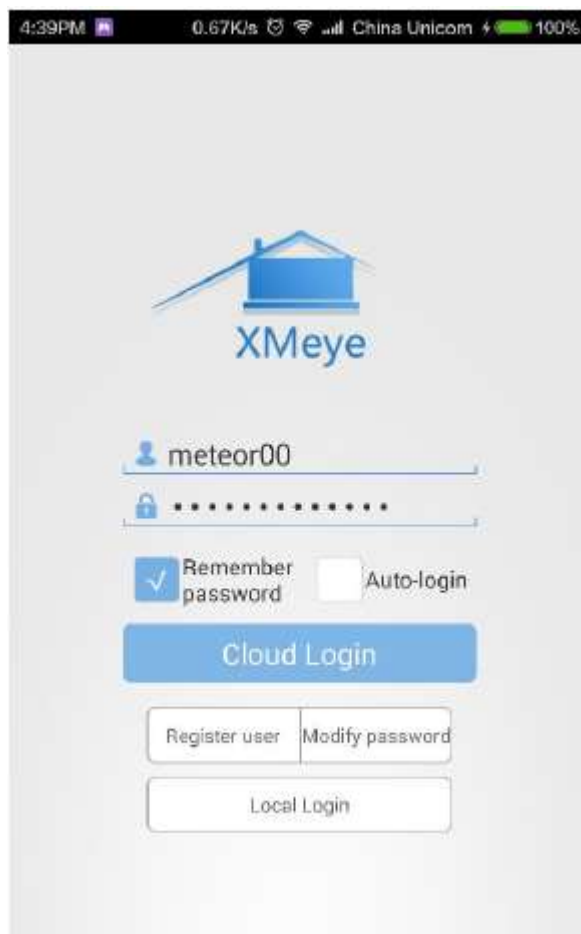 4:39PM 0.67K/s China Unicom 100%
XMeye
meteor00
•••••••••••••
Remember
password
Auto-login
Cloud Login
Register user Modify password
Local Login